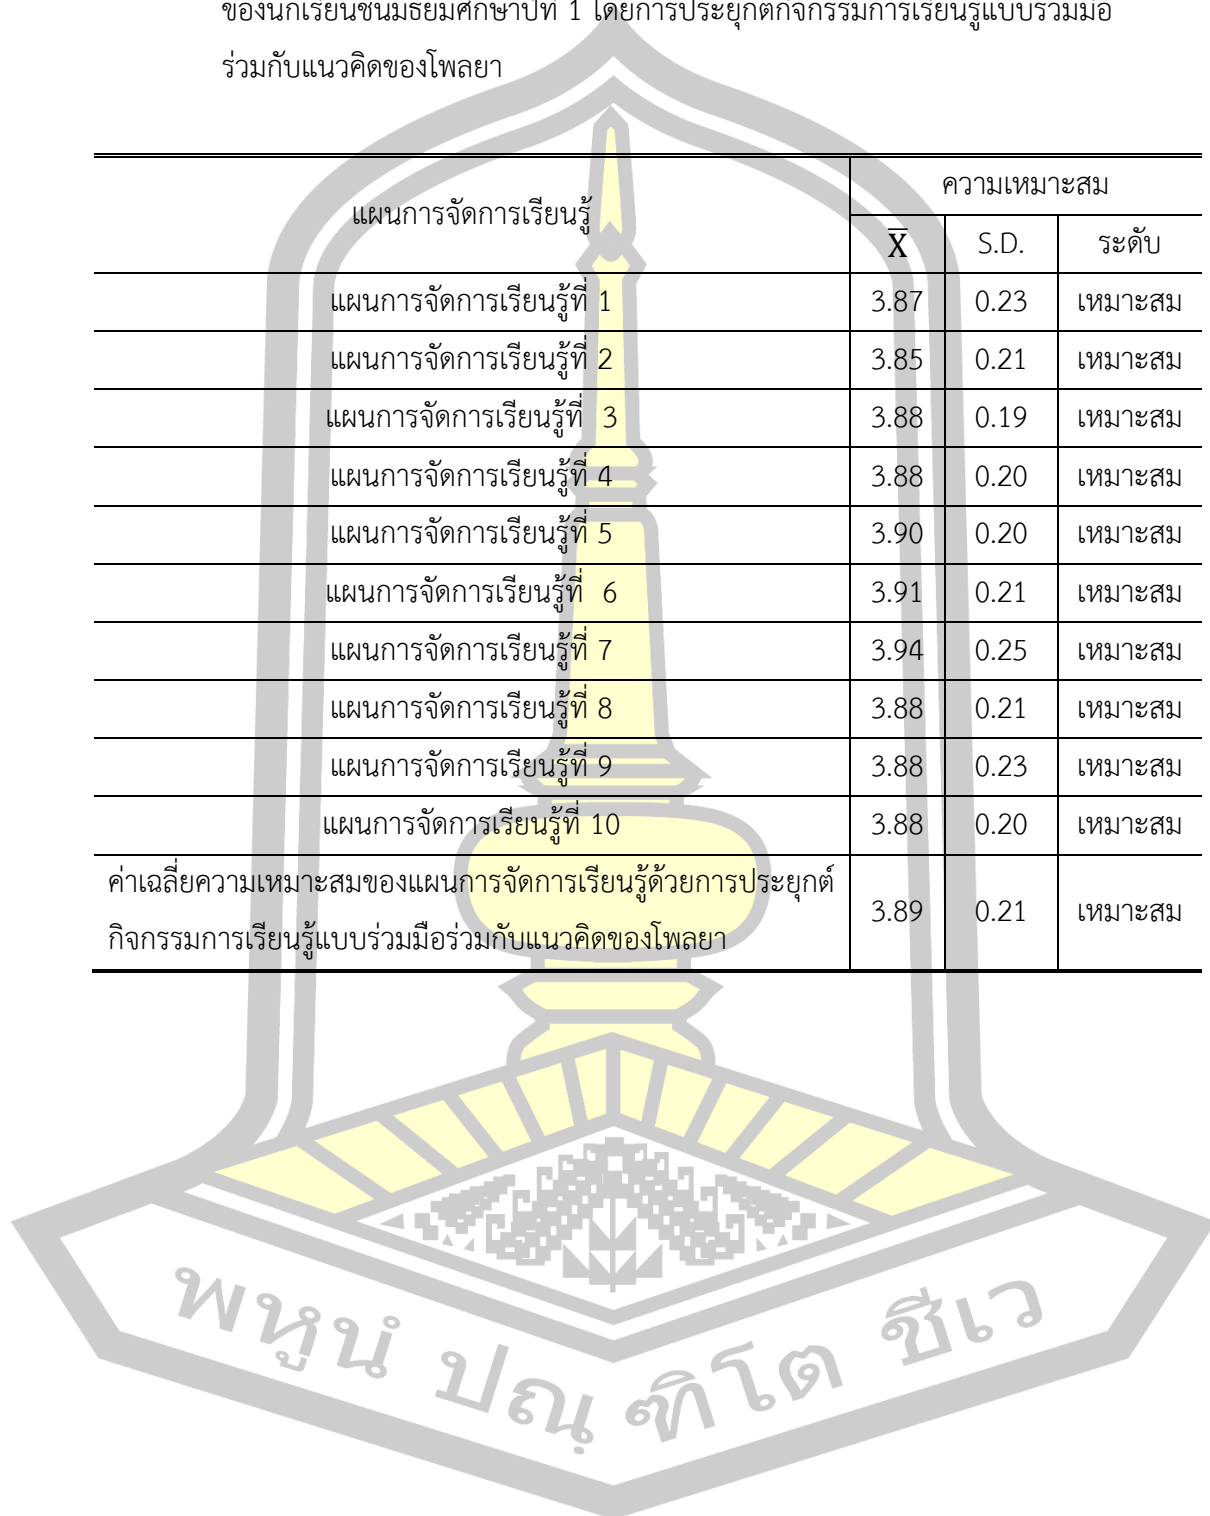 ของนักเรียนชั้นมัธยมศึกษาปีที่ 1 โดยการประยุกต์กิจกรรมการเรียนรู้แบบร่วมมือ
ร่วมกับแนวคิดของโพลยา
แผนการจัดการเรียนรู้ ความเหมาะสม
X̅ S.D. ระดับ
แผนการจัดการเรียนรู้ที่ 1 3.87 0.23 เหมาะสม
แผนการจัดการเรียนรู้ที่ 2 3.85 0.21 เหมาะสม
แผนการจัดการเรียนรู้ที่ 3 3.88 0.19 เหมาะสม
แผนการจัดการเรียนรู้ที่ 4 3.88 0.20 เหมาะสม
แผนการจัดการเรียนรู้ที่ 5 3.90 0.20 เหมาะสม
แผนการจัดการเรียนรู้ที่ 6 3.91 0.21 เหมาะสม
แผนการจัดการเรียนรู้ที่ 7 3.94 0.25 เหมาะสม
แผนการจัดการเรียนรู้ที่ 8 3.88 0.21 เหมาะสม
แผนการจัดการเรียนรู้ที่ 9 3.88 0.23 เหมาะสม
แผนการจัดการเรียนรู้ที่ 10 3.88 0.20 เหมาะสม
ค่าเฉลี่ยความเหมาะสมของแผนการจัดการเรียนรู้ด้วยการประยุกต์
กิจกรรมการเรียนรู้แบบร่วมมือร่วมกับแนวคิดของโพลยา 3.89 0.21 เหมาะสม
พหูนํ ปณฺฑิโต ชีเว